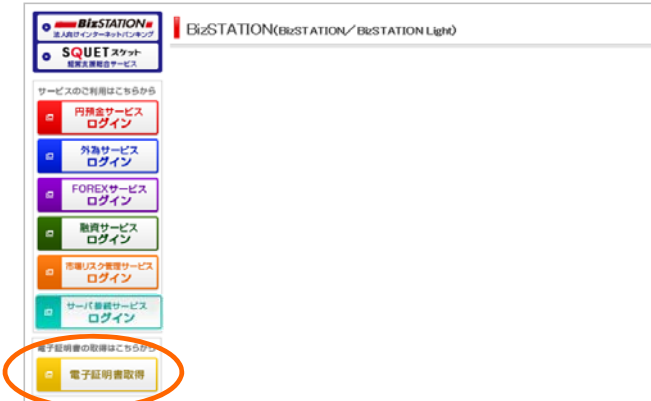 BizSTATION
法人向けインターネットバンキング
SQUET スケット
経営支援総合サービス
BizSTATION(BizSTATION/BizSTATION Light)
サービスのご利用はこちらから
円預金サービス
ログイン
外為サービス
ログイン
FOREXサービス
ログイン
融資サービス
ログイン
市場リスク管理サービス
ログイン
サーバ接続サービス
ログイン
電子証明書の取得はこちらから
電子証明書取得